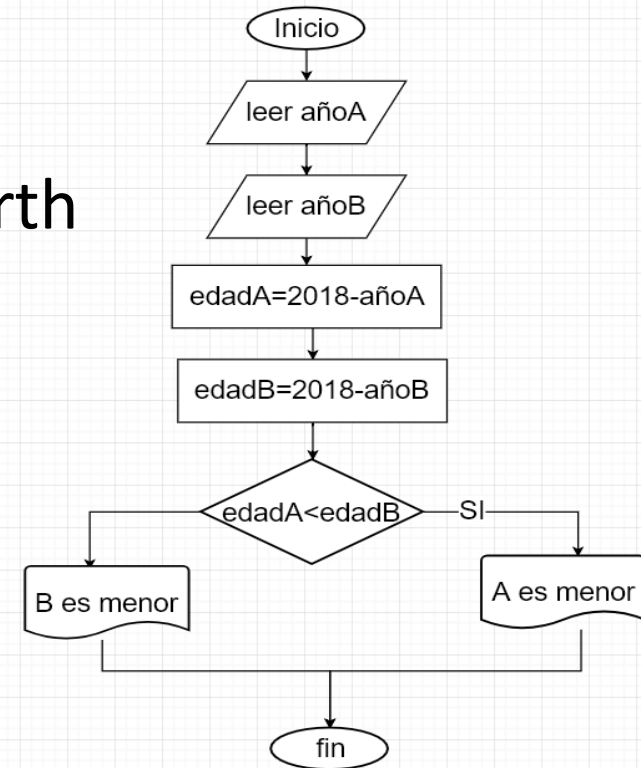 Inicio
leer añoA
rth
leer añoB
edadA=2018-añoA
edadB=2018-añoB
edadA<edadB
SI
B es menor
A es menor
fin